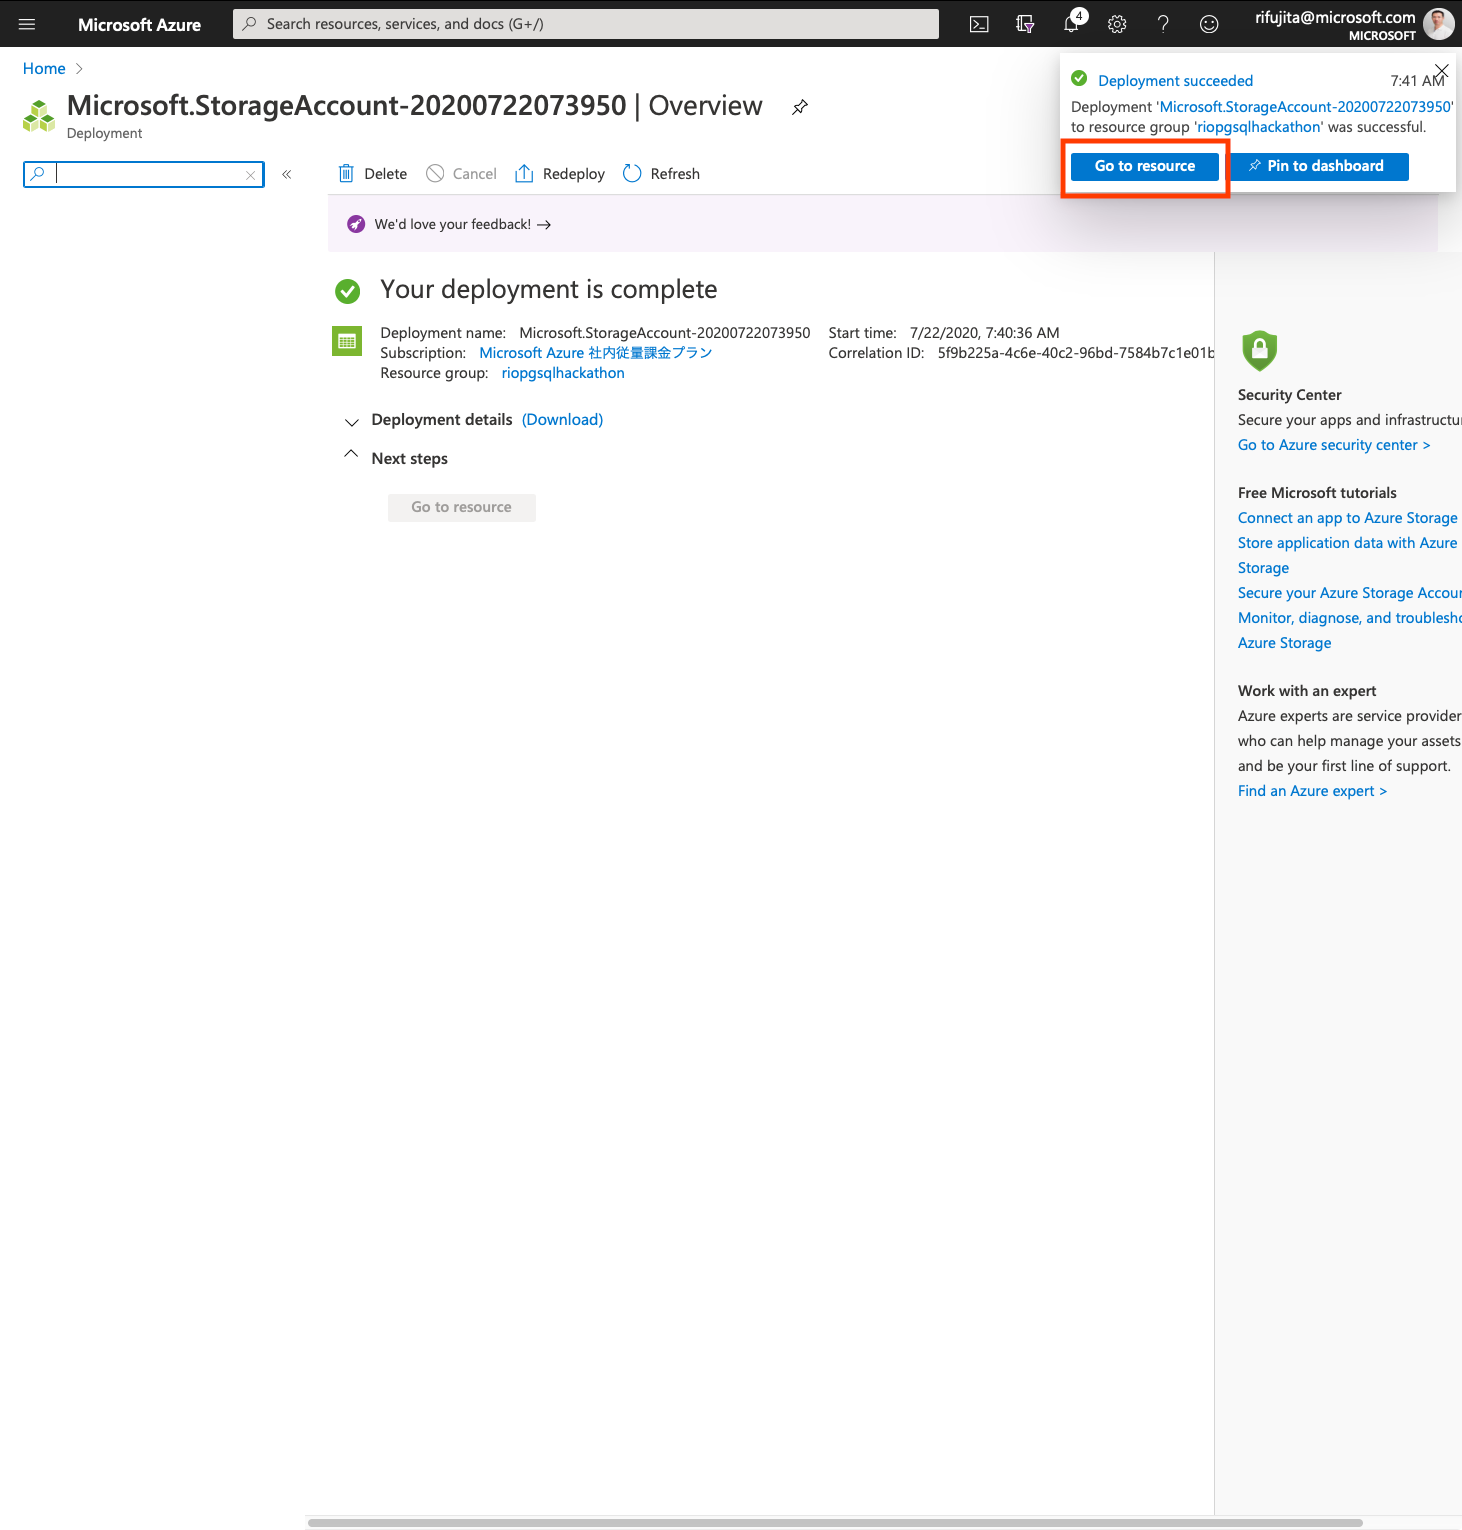 Microsoft Azure
Search resources, services, and docs (G+/)
4
rifujita@microsoft.com
MICROSOFT
Home
Microsoft.StorageAccount-20200722073950 | Overview
Deployment
Deployment succeeded 7:41 AM
Deployment 'Microsoft.StorageAccount-20200722073950'
to resource group 'riopgsqlhackathon' was successful.
Go to resource Pin to dashboard
Delete Cancel Redeploy Refresh
We'd love your feedback! →
Your deployment is complete
Deployment name: Microsoft.StorageAccount-20200722073950
Subscription: Microsoft Azure 社内従量課金プラン
Resource group: riopgsqlhackathon
Start time: 7/22/2020, 7:40:36 AM
Correlation ID: 5f9b225a-4c6e-40c2-96bd-7584b7c1e01b
Deployment details (Download)
Next steps
Go to resource
Security Center
Secure your apps and infrastructu
Go to Azure security center >
Free Microsoft tutorials
Connect an app to Azure Storage
Store application data with Azure
Storage
Secure your Azure Storage Accour
Monitor, diagnose, and troublesho
Azure Storage
Work with an expert
Azure experts are service provider
who can help manage your assets
and be your first line of support.
Find an Azure expert >